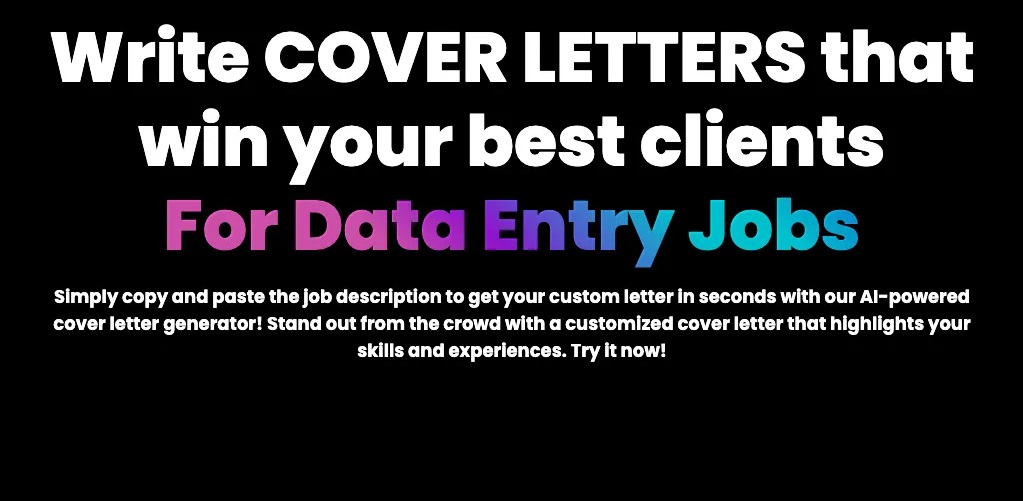 Write COVER LETTERS that
win your best clients
For Data Entry Jobs
Simply copy and paste the job description to get your custom letter in seconds with our AI-powered
cover letter generator! Stand out from the crowd with a customized cover letter that highlights your
skills and experiences. Try it now!